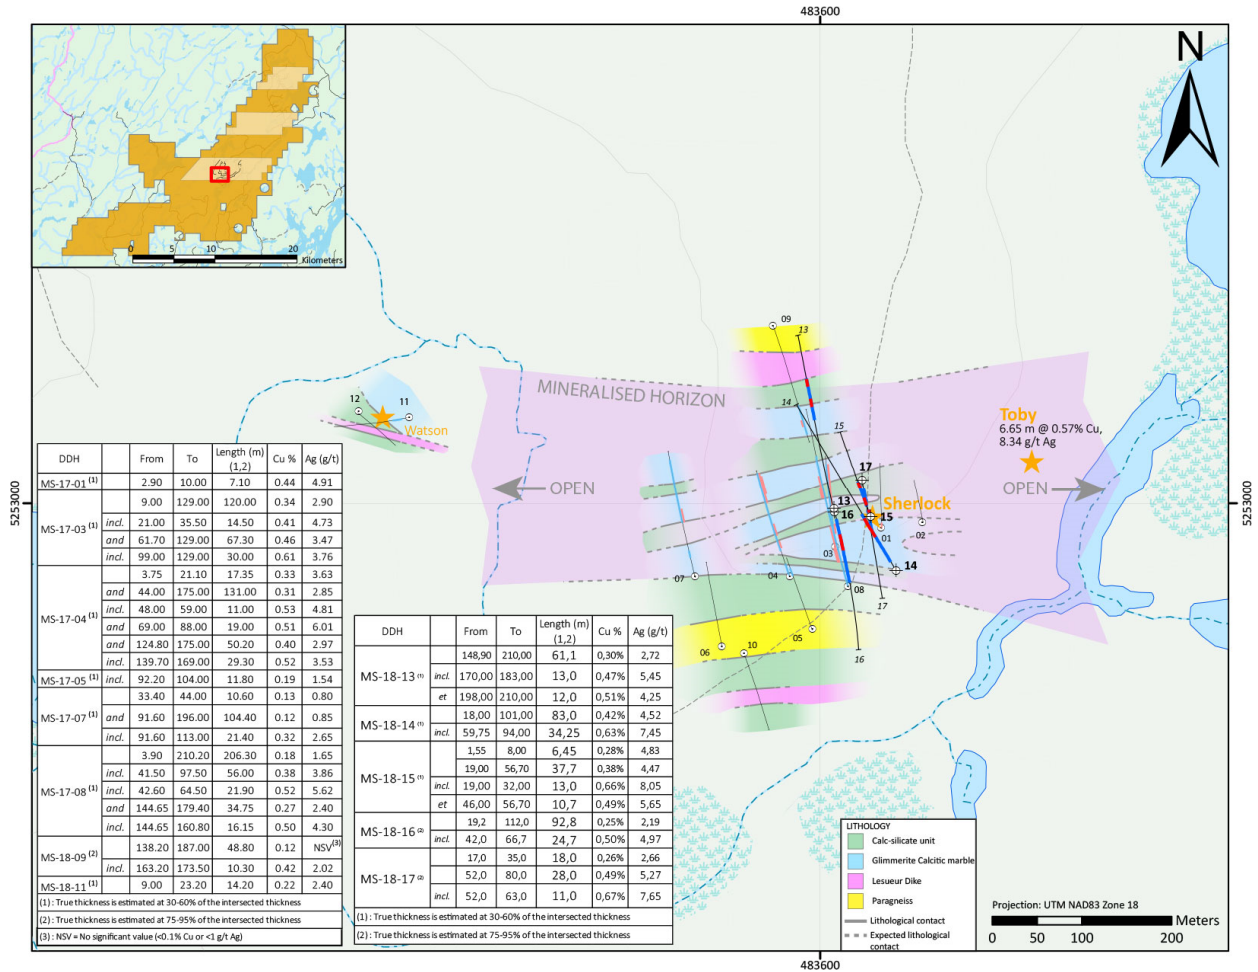 483600
N
0 5 10 20
Kilometers
5253000
5253000
MINERALISED HORIZON
OPEN
OPEN
Toby
6.65 m @ 0.57% Cu,
8.34 g/t Ag
Watson
Sherlock
12
11
09
13
14
15
17
13
16
15
01
02
03
14
07
04
08
17
05
06
10
16
DDH From To Length (m) (1,2) Cu % Ag (g/t)
MS-17-01 (1) 2.90 10.00 7.10 0.44 4.91
MS-17-03 (1) 9.00 129.00 120.00 0.34 2.90
incl. 21.00 35.50 14.50 0.41 4.73
and 61.70 129.00 67.30 0.46 3.47
incl. 99.00 129.00 30.00 0.61 3.76
MS-17-04 (1) 3.75 21.10 17.35 0.33 3.63
and 44.00 175.00 131.00 0.31 2.85
incl. 48.00 59.00 11.00 0.53 4.81
and 69.00 88.00 19.00 0.51 6.01
and 124.80 175.00 50.20 0.40 2.97
incl. 139.70 169.00 29.30 0.52 3.53
MS-17-05 (1) incl. 92.20 104.00 11.80 0.19 1.54
MS-17-07 (1) 33.40 44.00 10.60 0.13 0.80
and 91.60 196.00 104.40 0.12 0.85
incl. 91.60 113.00 21.40 0.32 2.65
MS-17-08 (1) 3.90 210.20 206.30 0.18 1.65
incl. 41.50 97.50 56.00 0.38 3.86
incl. 42.60 64.50 21.90 0.52 5.62
and 144.65 179.40 34.75 0.27 2.40
incl. 144.65 160.80 16.15 0.50 4.30
MS-18-09 (2) 138.20 187.00 48.80 0.12 NSV(3)
incl. 163.20 173.50 10.30 0.42 2.02
MS-18-11 (1) 9.00 23.20 14.20 0.22 2.40
(1) : True thickness is estimated at 30-60% of the intersected thickness
(2) : True thickness is estimated at 75-95% of the intersected thickness
(3) : NSV = No significant value (<0.1% Cu or <1 g/t Ag)
DDH From To Length (m) (1,2) Cu % Ag (g/t)
MS-18-13 (1) 148,90 210,00 61,1 0,30% 2,72
incl. 170,00 183,00 13,0 0,47% 5,45
et 198,00 210,00 12,0 0,51% 4,25
MS-18-14 (1) 18,00 101,00 83,0 0,42% 4,52
incl. 59,75 94,00 34,25 0,63% 7,45
MS-18-15 (1) 1,55 8,00 6,45 0,28% 4,83
19,00 56,70 37,7 0,38% 4,47
incl. 19,00 32,00 13,0 0,66% 8,05
et 46,00 56,70 10,7 0,49% 5,65
MS-18-16 (2) 19,2 112,0 92,8 0,25% 2,19
incl. 42,0 66,7 24,7 0,50% 4,97
MS-18-17 (2) 17,0 35,0 18,0 0,26% 2,66
52,0 80,0 28,0 0,49% 5,27
incl. 52,0 63,0 11,0 0,67% 7,65
(1) : True thickness is estimated at 30-60% of the intersected thickness
(2) : True thickness is estimated at 75-95% of the intersected thickness
LITHOLOGY
Calc-silicate unit
Glimmerite Calcitic marble
Lesueur Dike
Paragneiss
Lithological contact
Expected lithological
contact
Projection: UTM NAD83 Zone 18
Meters
0 50 100 200
483600